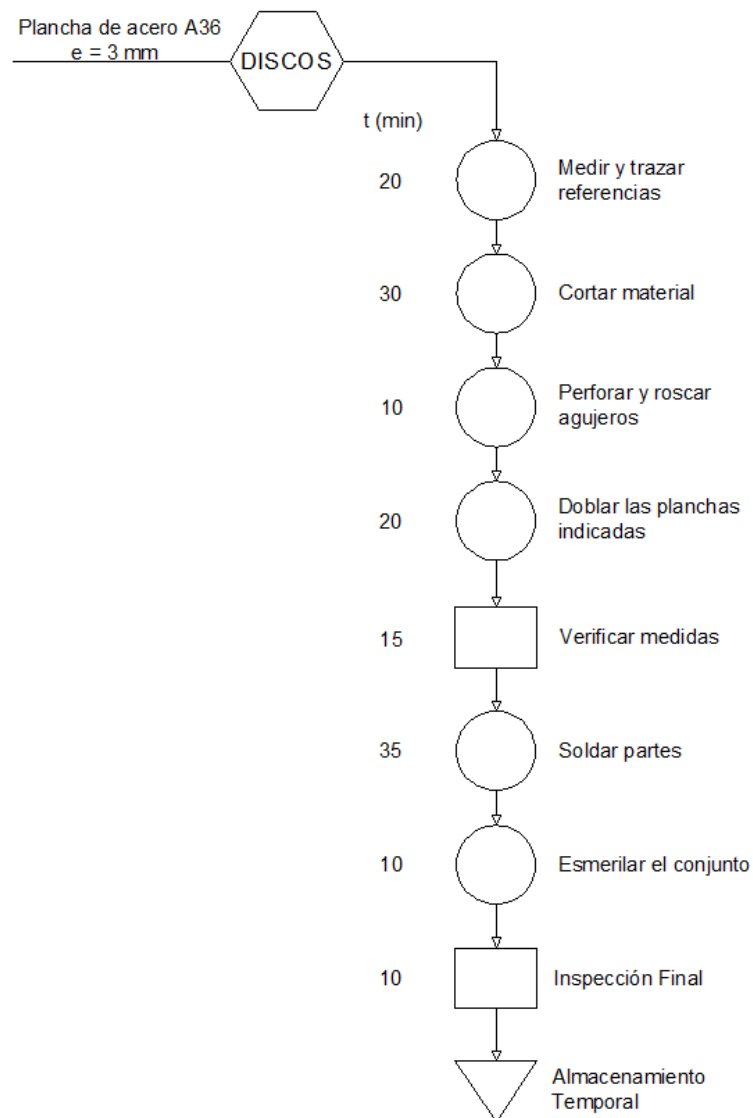 Plancha de acero A36
e = 3 mm
DISCOS
t (min)
20
Medir y trazar
referencias
30
Cortar material
10
Perforar y roscar
agujeros
20
Doblar las planchas
indicadas
15
Verificar medidas
35
Soldar partes
10
Esmerilar el conjunto
10
Inspección Final
Almacenamiento
Temporal